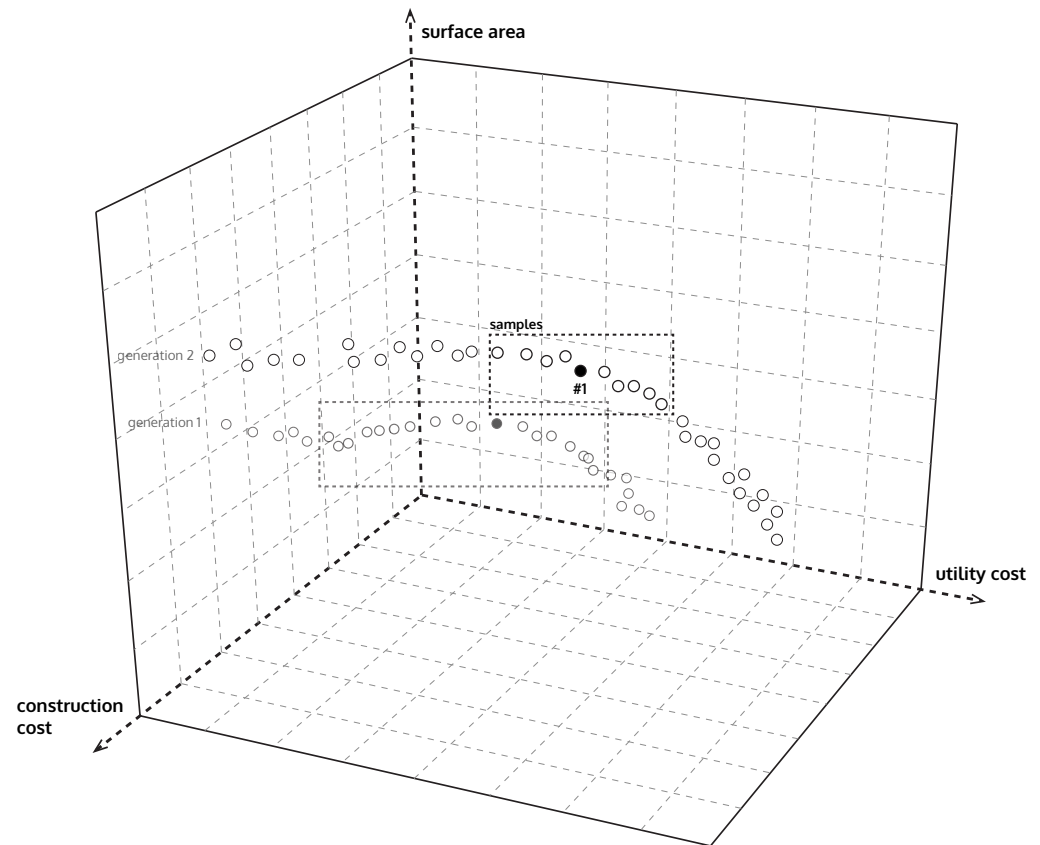 surface area
samples
generation 2
#1
generation 1
utility cost
construction
cost